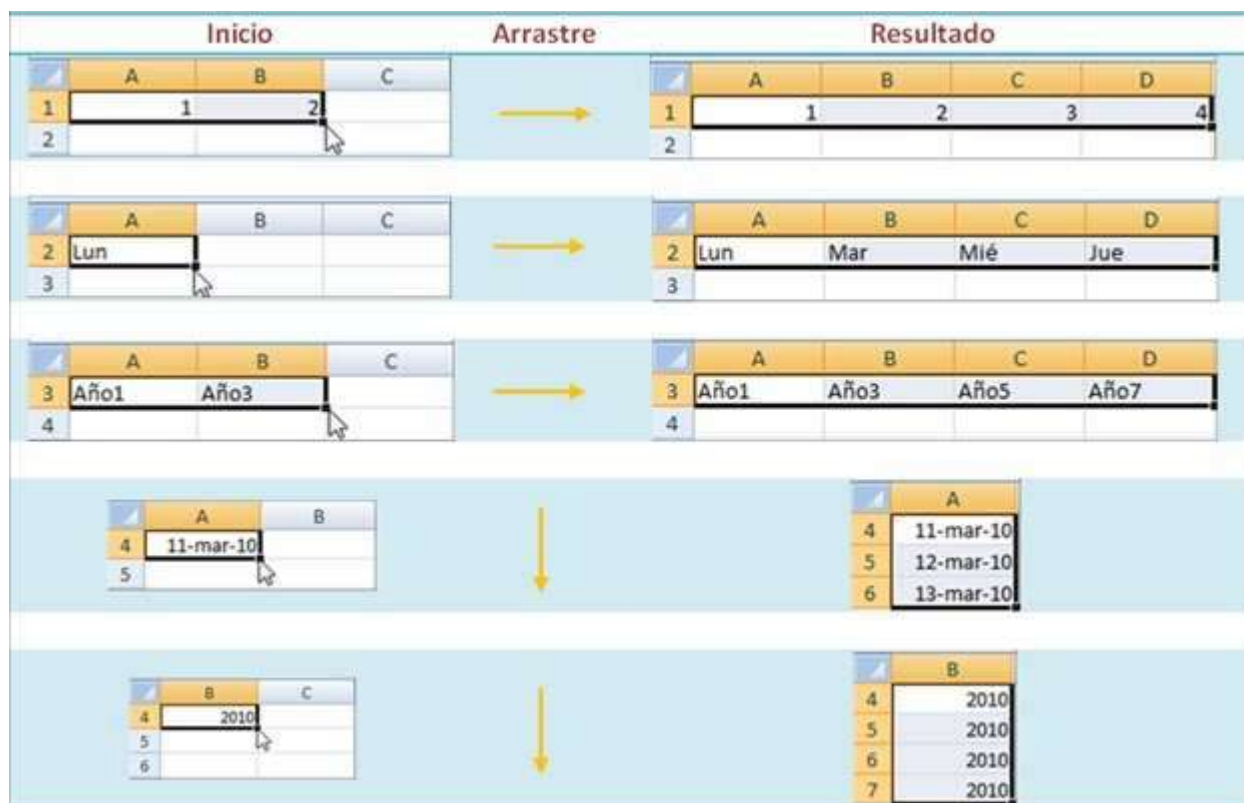 Inicio Arrastre Resultado
A B C A B C D
1 1 2 1 1 2 3 4
2 2
A B C A B C D
2 Lun 2 Lun Mar Mié Jue
3 3
A B C A B C D
3 Año1 Año3 3 Año1 Año3 Año5 Año7
4 4
A B A
4 11-mar-10 4 11-mar-10
5 5 12-mar-10
6 13-mar-10
B C B
4 2010 4 2010
5 5 2010
6 6 2010
7 2010